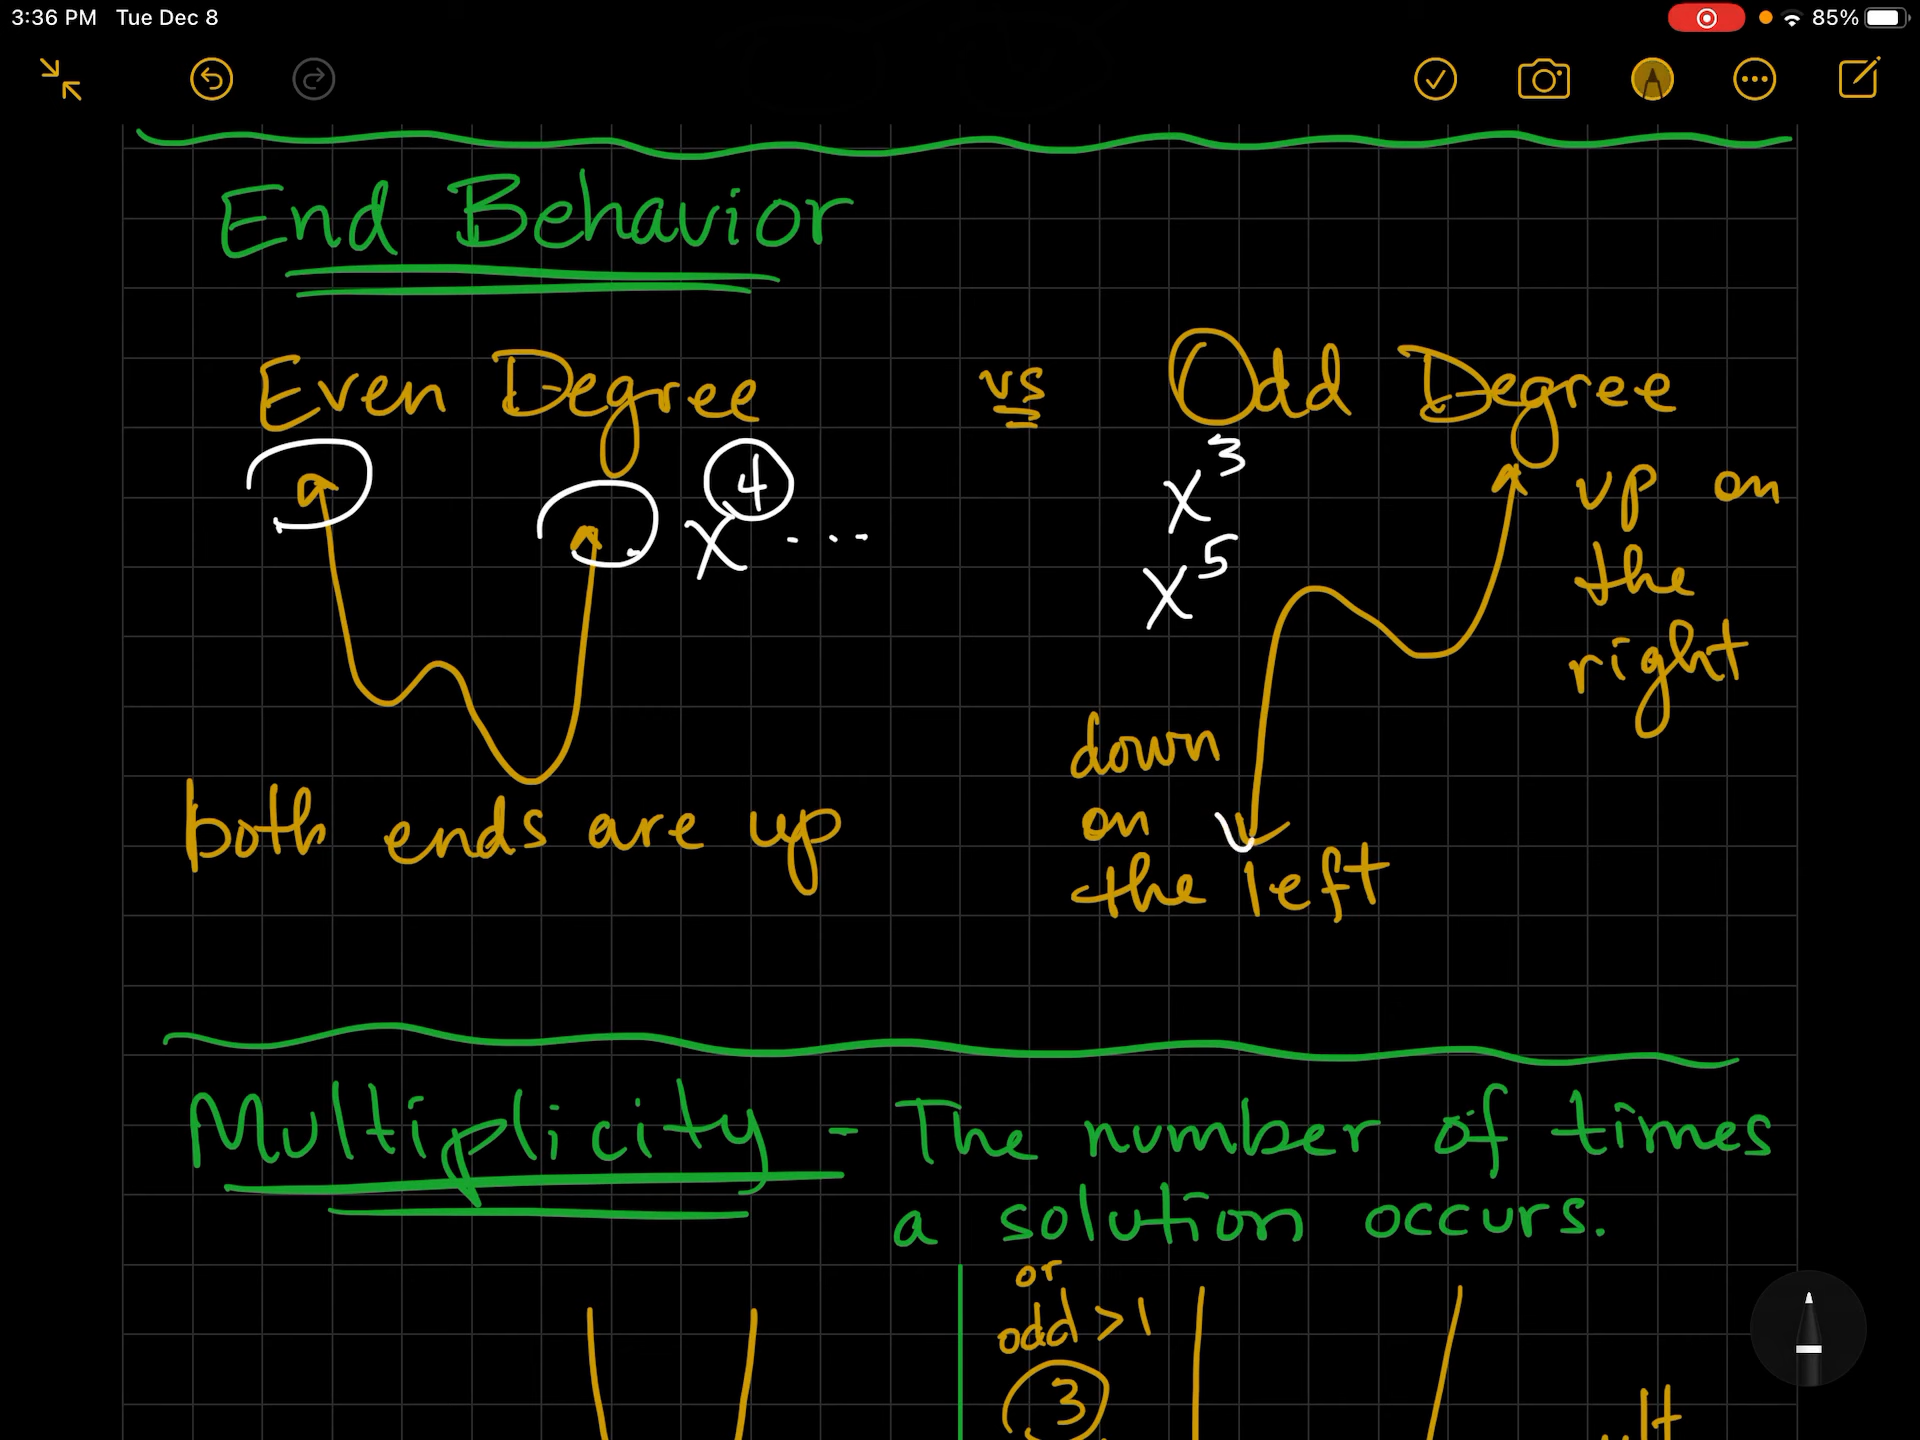 3:36 PM Tue Dec 8
85%
End Behavior
Even Degree vs Odd Degree
x⁴ ...
x³
x⁵
up on
the
right
down
on
the left
both ends are up
Multiplicity - The number of times
a solution occurs.
or
odd > 1
3